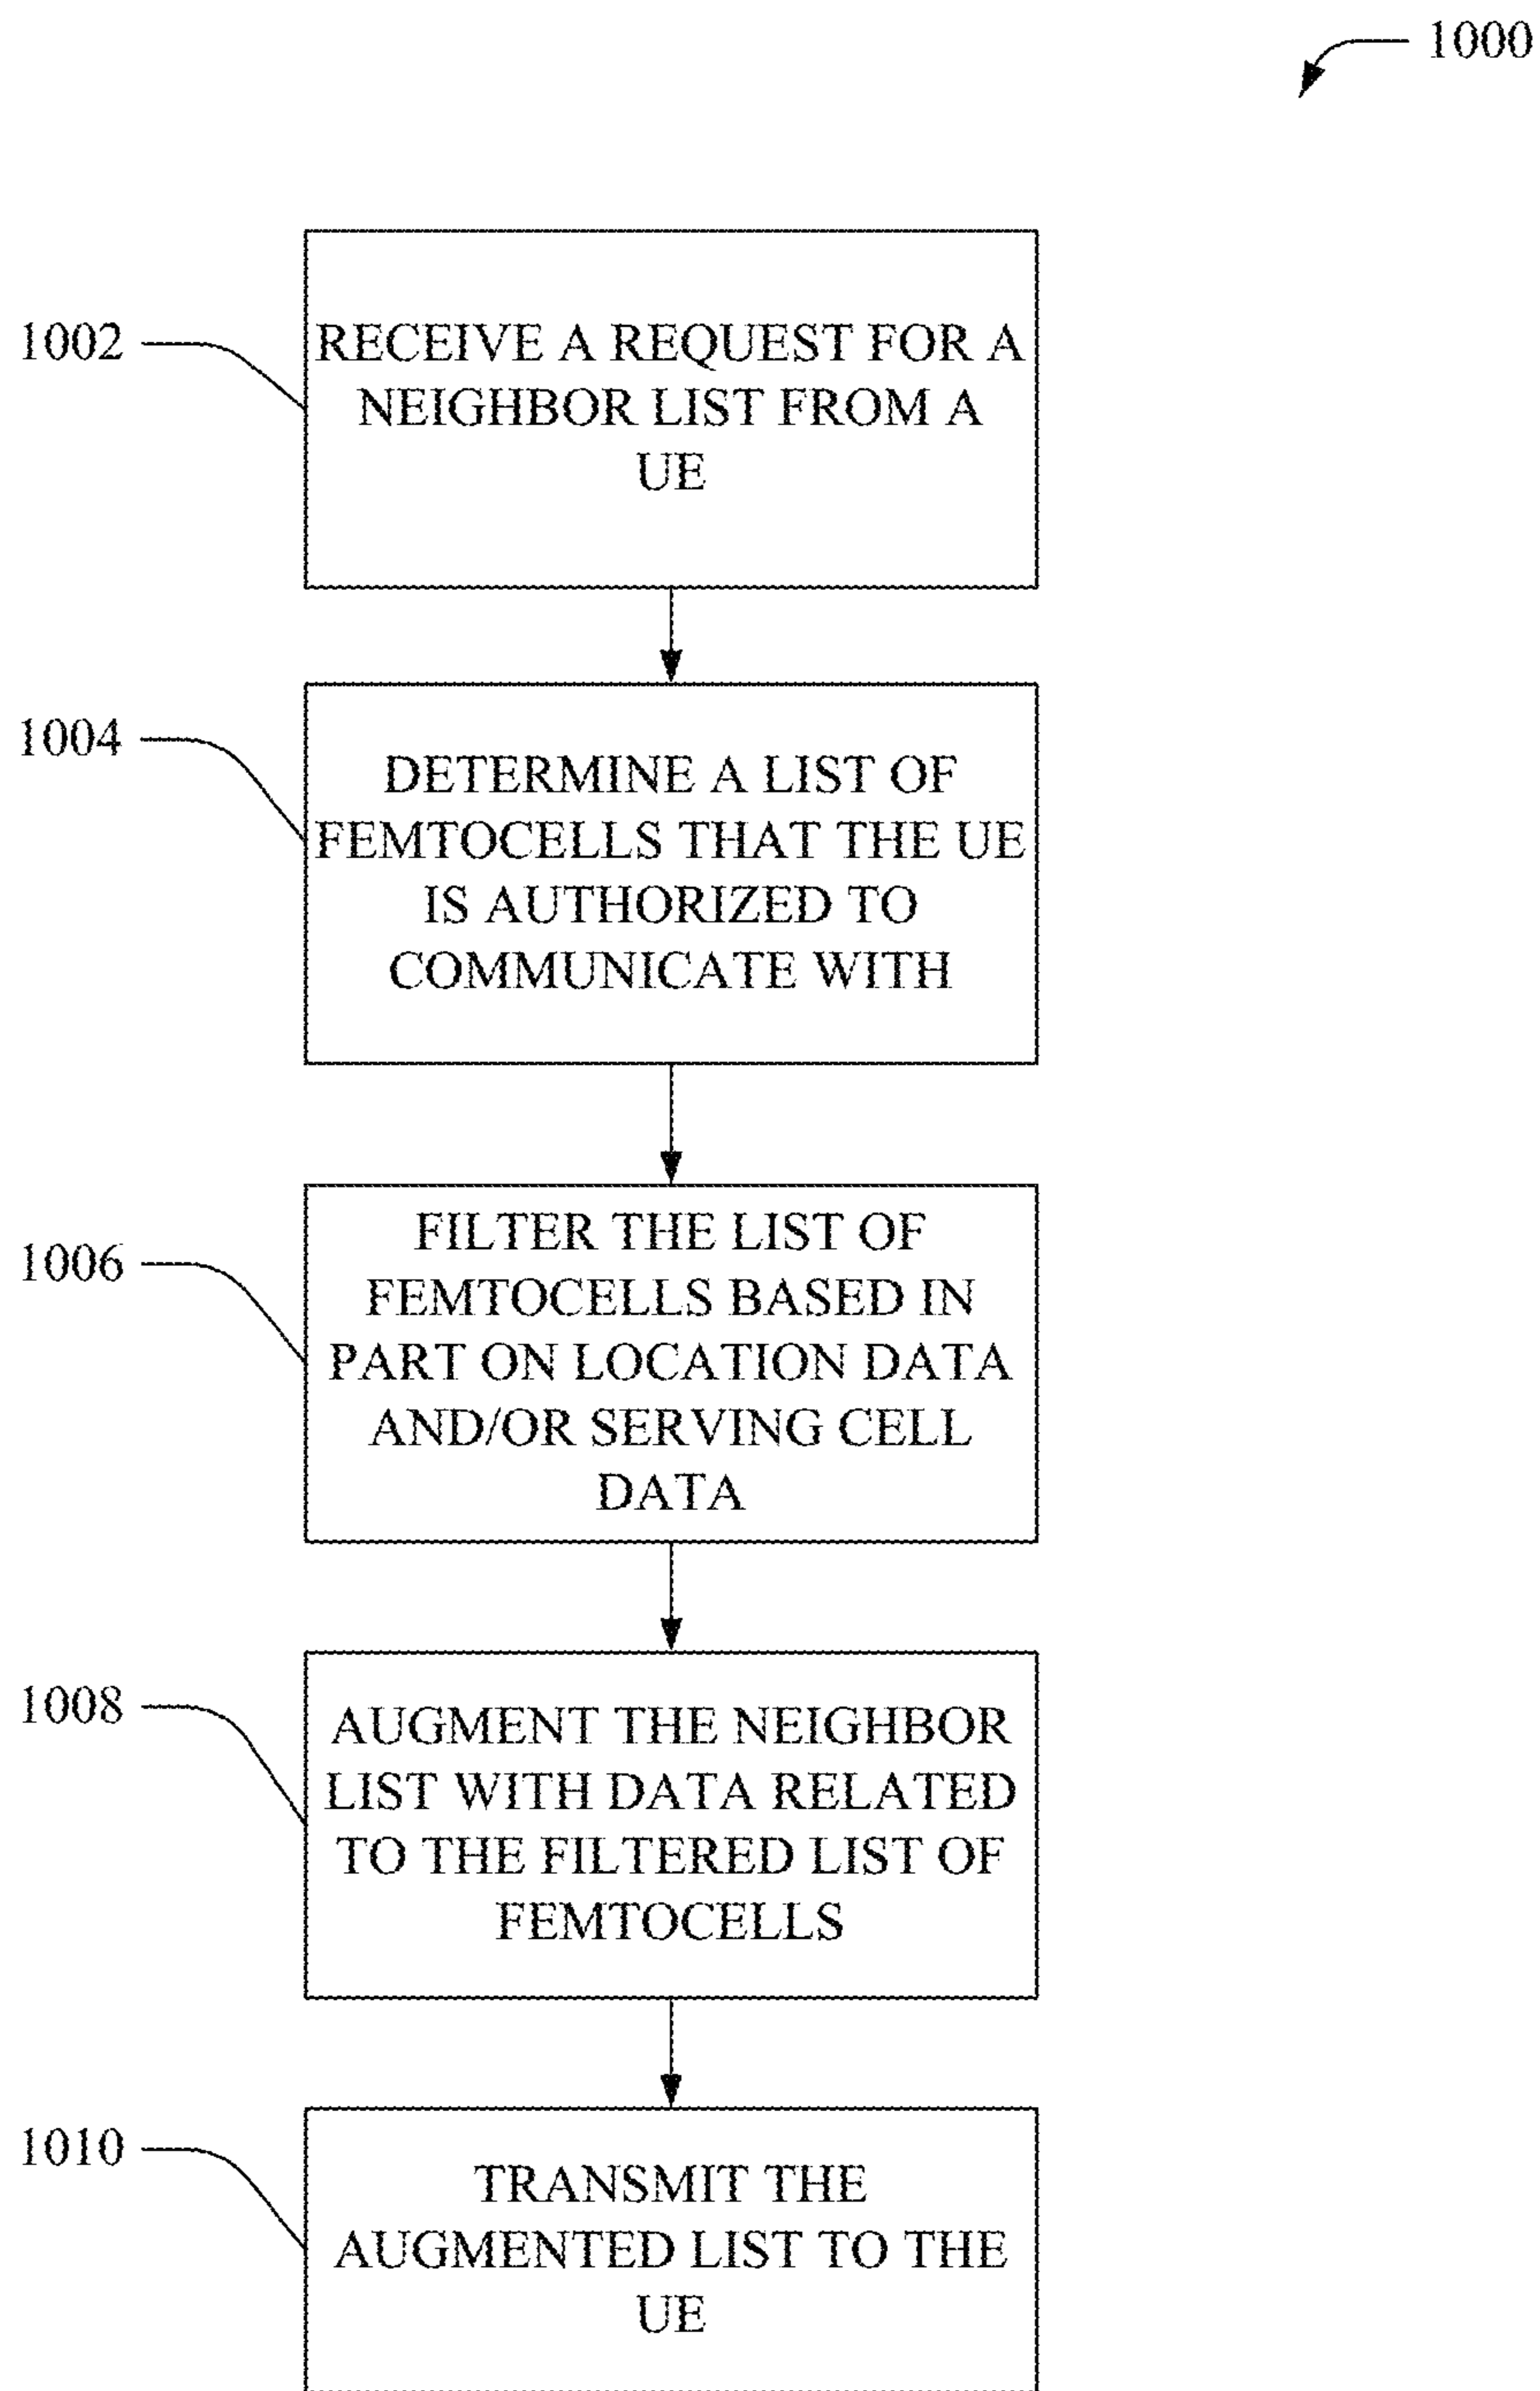 1000
1002
RECEIVE A REQUEST FOR A
NEIGHBOR LIST FROM A
UE
1004
DETERMINE A LIST OF
FEMTOCELLS THAT THE UE
IS AUTHORIZED TO
COMMUNICATE WITH
1006
FILTER THE LIST OF
FEMTOCELLS BASED IN
PART ON LOCATION DATA
AND/OR SERVING CELL
DATA
1008
AUGMENT THE NEIGHBOR
LIST WITH DATA RELATED
TO THE FILTERED LIST OF
FEMTOCELLS
1010
TRANSMIT THE
AUGMENTED LIST TO THE
UE